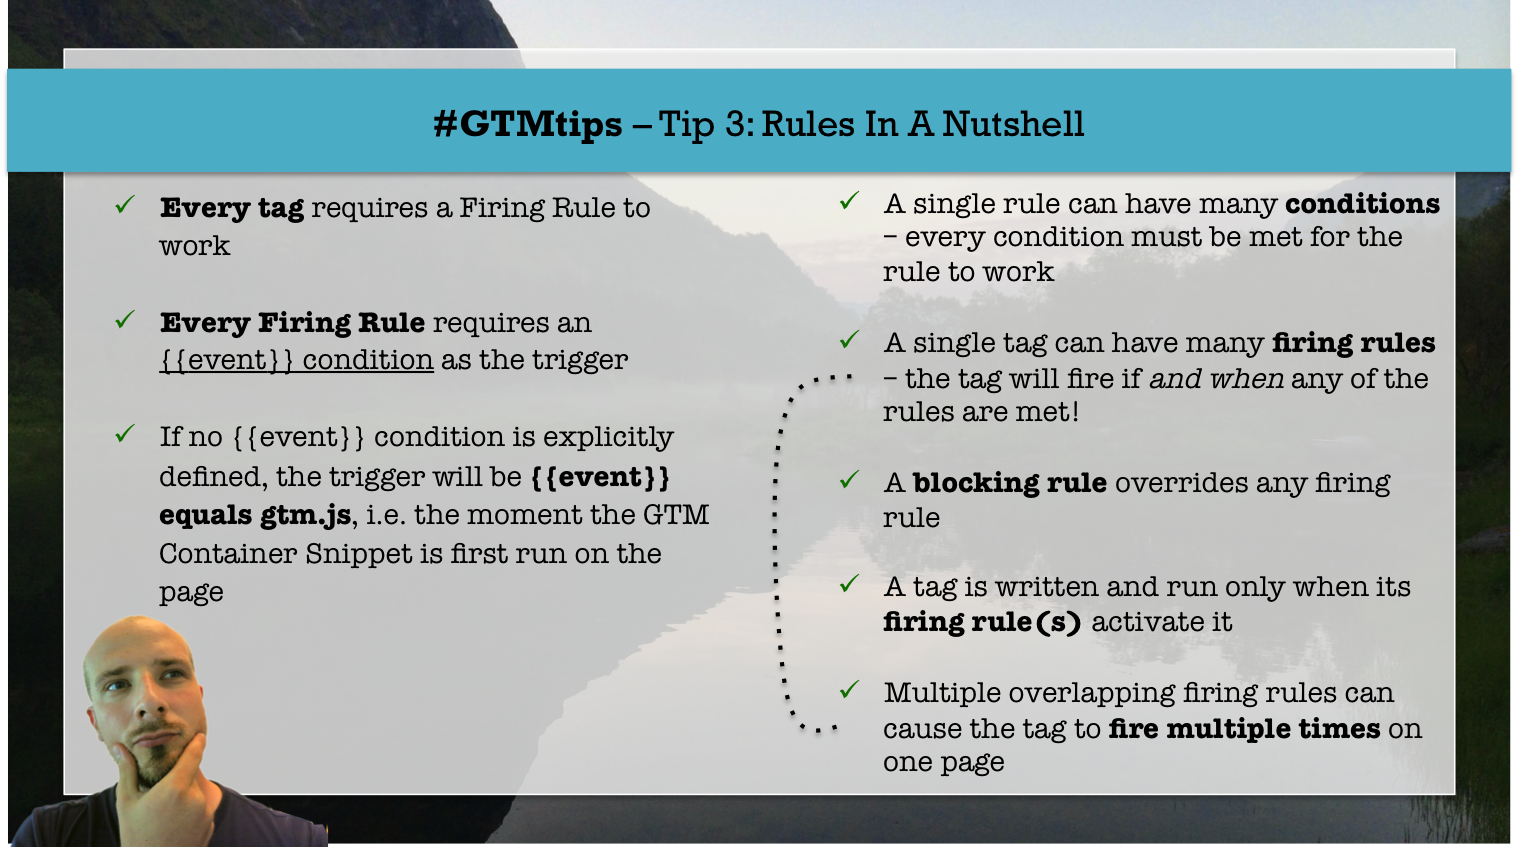 #GTMtips – Tip 3: Rules In A Nutshell
Every tag requires a Firing Rule to
work
Every Firing Rule requires an
{{event}} condition as the trigger
If no {{event}} condition is explicitly
defined, the trigger will be {{event}}
equals gtm.js, i.e. the moment the GTM
Container Snippet is first run on the
page
A single rule can have many conditions
– every condition must be met for the
rule to work
A single tag can have many firing rules
– the tag will fire if and when any of the
rules are met!
A blocking rule overrides any firing
rule
A tag is written and run only when its
firing rule(s) activate it
Multiple overlapping firing rules can
cause the tag to fire multiple times on
one page